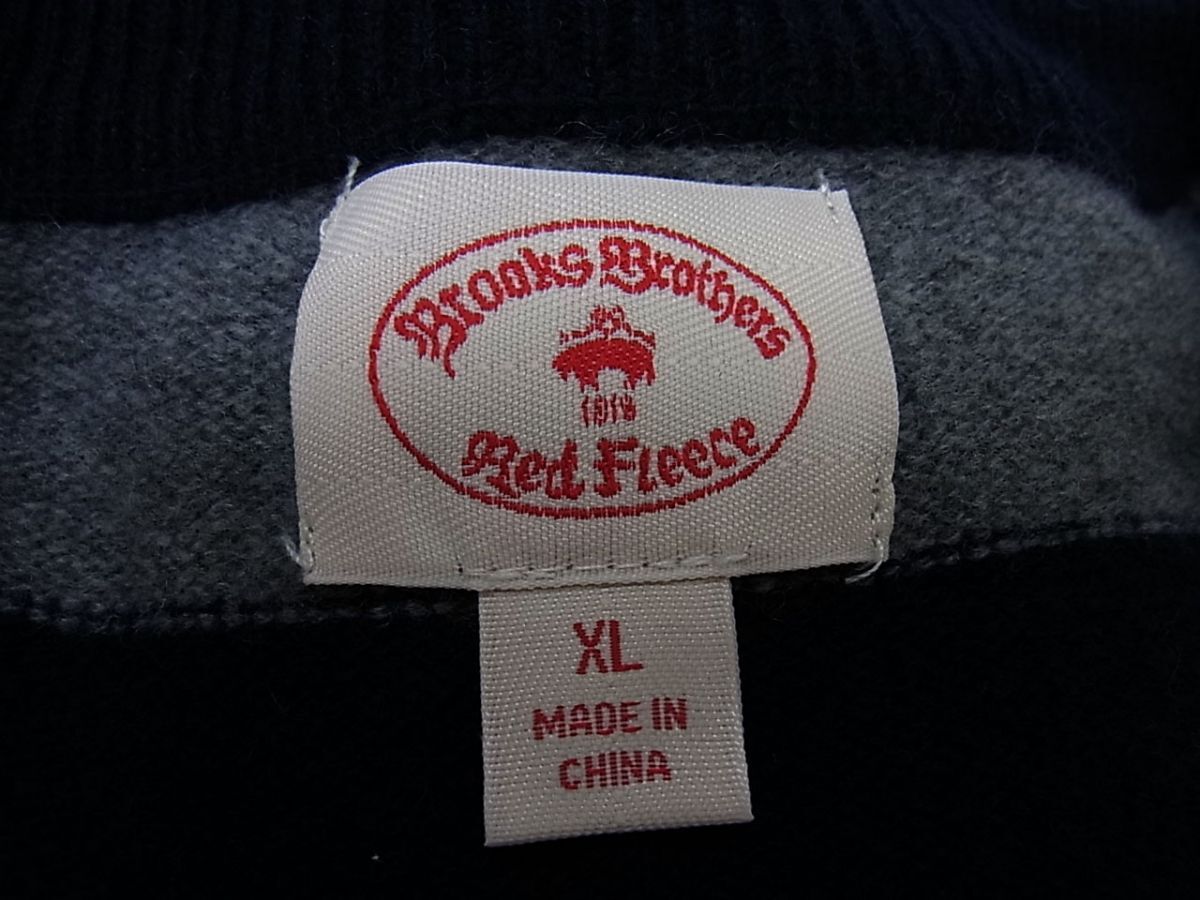 Brooks Brothers
1818
Red Fleece
XL
MADE IN
CHINA